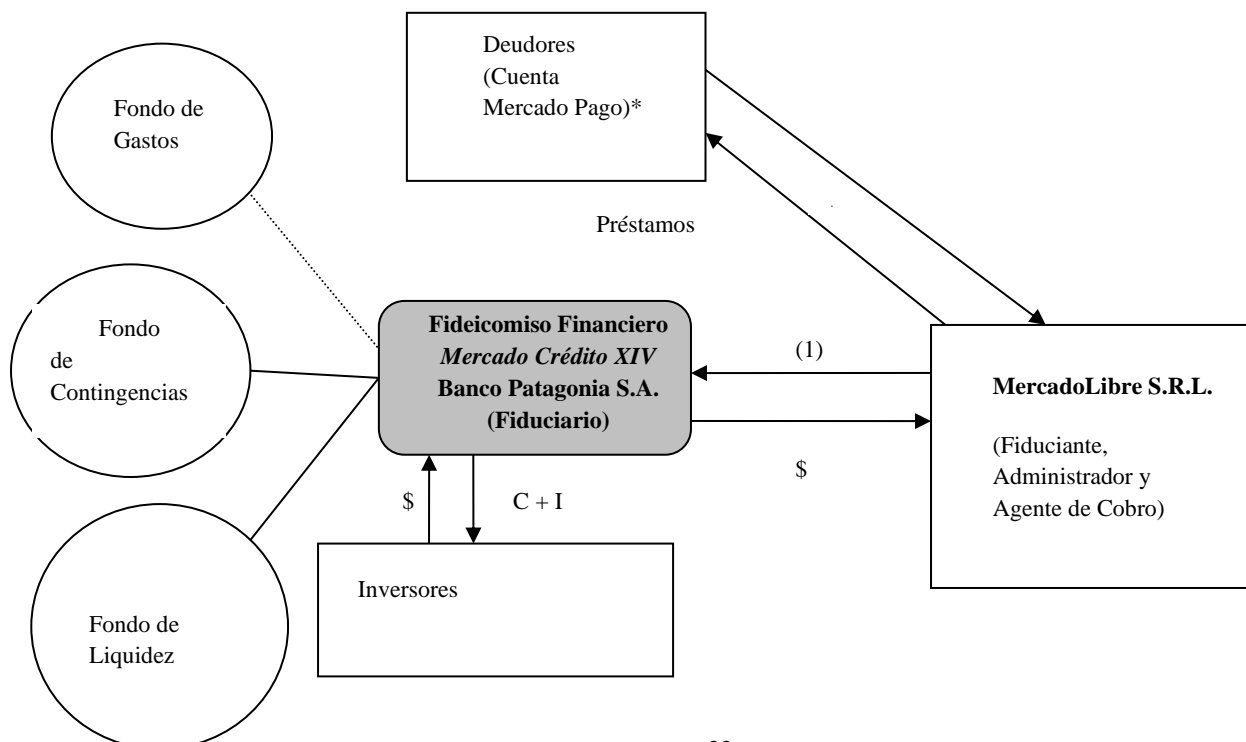 Deudores
(Cuenta
Mercado Pago)*
Fondo de
Gastos
Préstamos
Fondo
de
Contingencias
Fideicomiso Financiero
Mercado Crédito XIV
Banco Patagonia S.A.
(Fiduciario)
(1)
$
MercadoLibre S.R.L.
(Fiduciante,
Administrador y
Agente de Cobro)
$
C + I
Inversores
Fondo de
Liquidez